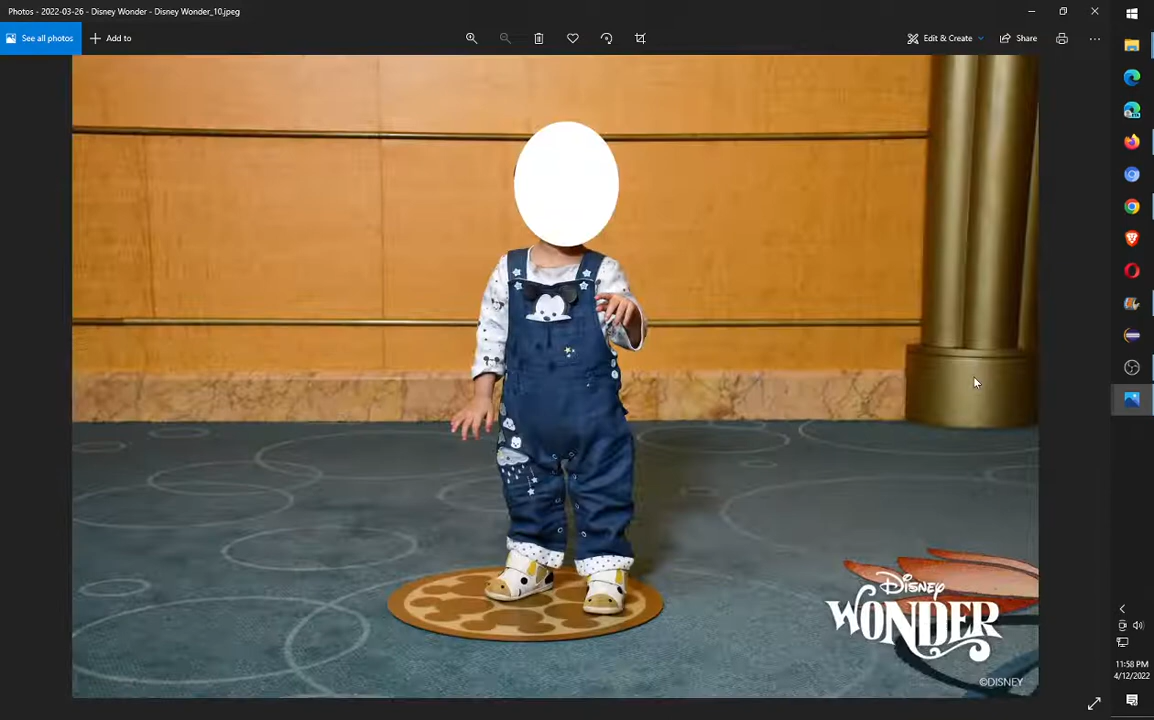 Photos - 2022-03-26 - Disney Wonder - Disney Wonder_10.jpeg
See all photos
Add to
Edit & Create
Share
Disney
WONDER
©DISNEY
11:58 PM
4/12/2022